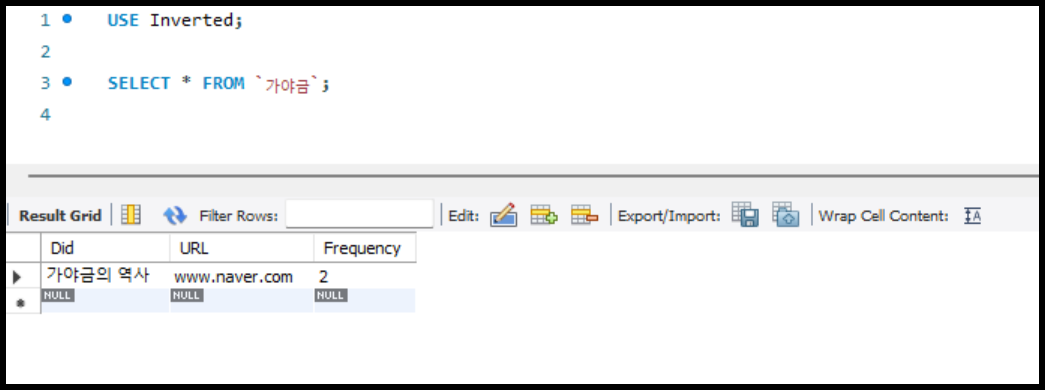 1 USE Inverted;
2
3 SELECT * FROM `가야금`;
4
Result Grid Filter Rows: Edit: Export/Import: Wrap Cell Content: IA
Did URL Frequency
가야금의 역사 www.naver.com 2
NULL NULL NULL